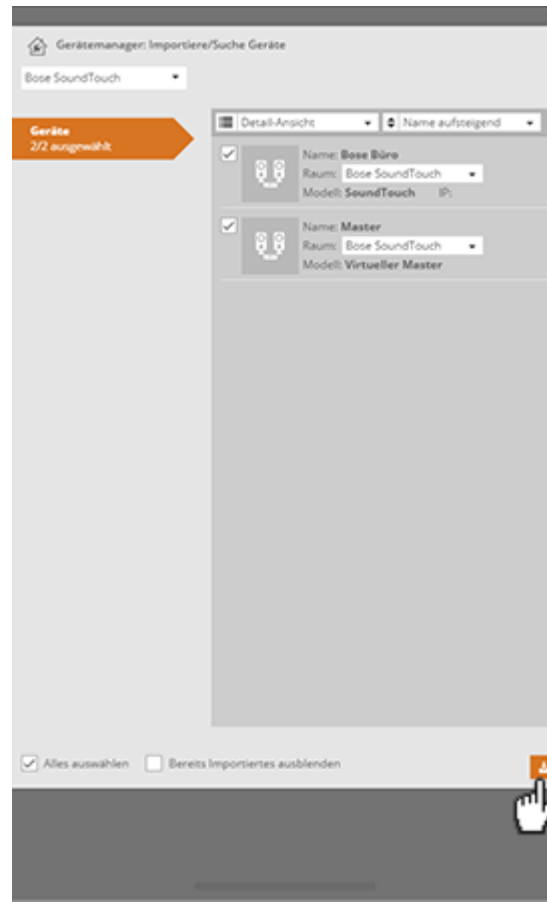 Gerätemanager: Importiere/Suche Geräte
Bose SoundTouch
Geräte
2/2 ausgewählt
Detail-Ansicht
Name aufsteigend
Name: Bose Büro
Raum: Bose SoundTouch
Modell: SoundTouch IP:
Name: Master
Raum: Bose SoundTouch
Modell: Virtueller Master
Alles auswählen
Bereits Importiertes ausblenden